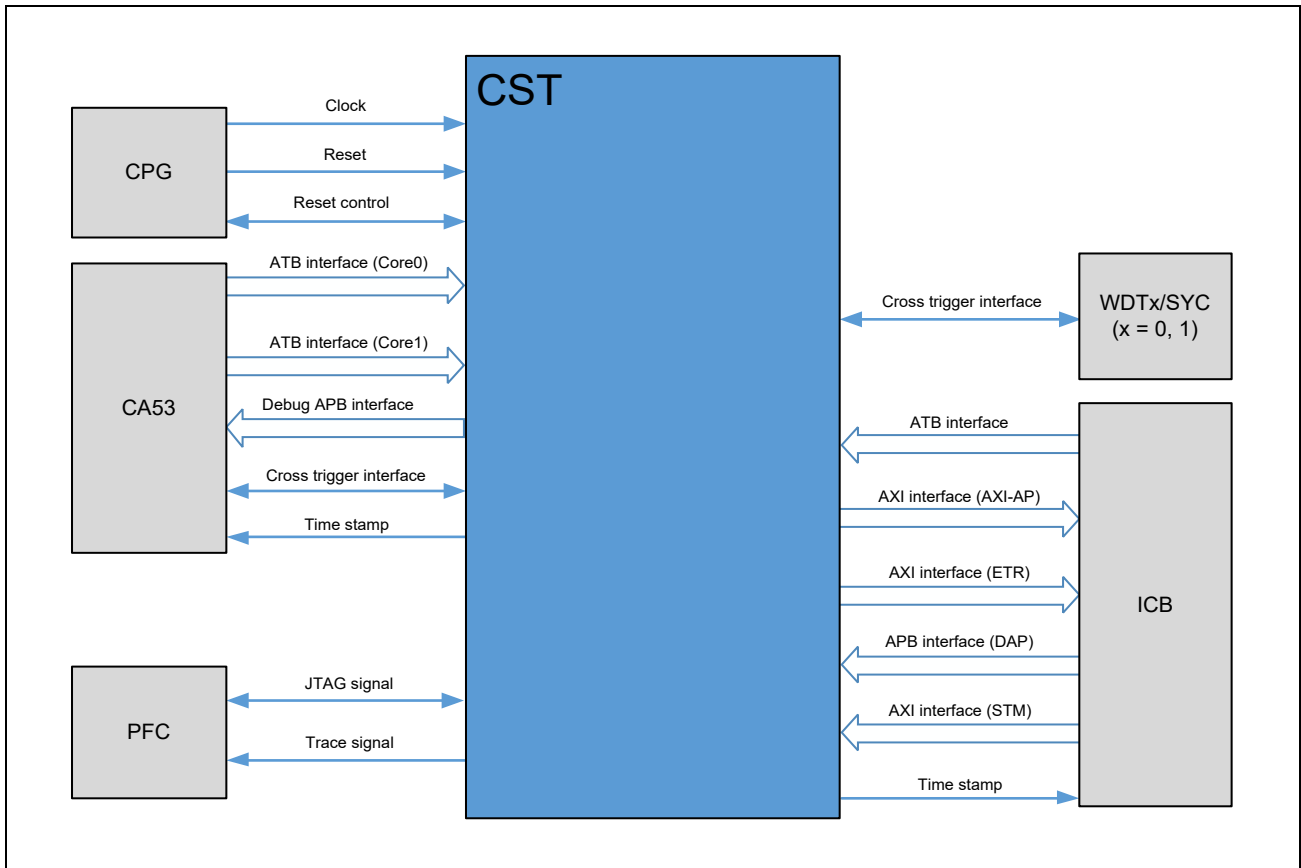 CST
CPG
Clock
Reset
Reset control
CA53
ATB interface (Core0)
ATB interface (Core1)
Debug APB interface
Cross trigger interface
Time stamp
PFC
JTAG signal
Trace signal
Cross trigger interface
WDTx/SYC
(x = 0, 1)
ATB interface
AXI interface (AXI-AP)
AXI interface (ETR)
APB interface (DAP)
AXI interface (STM)
Time stamp
ICB